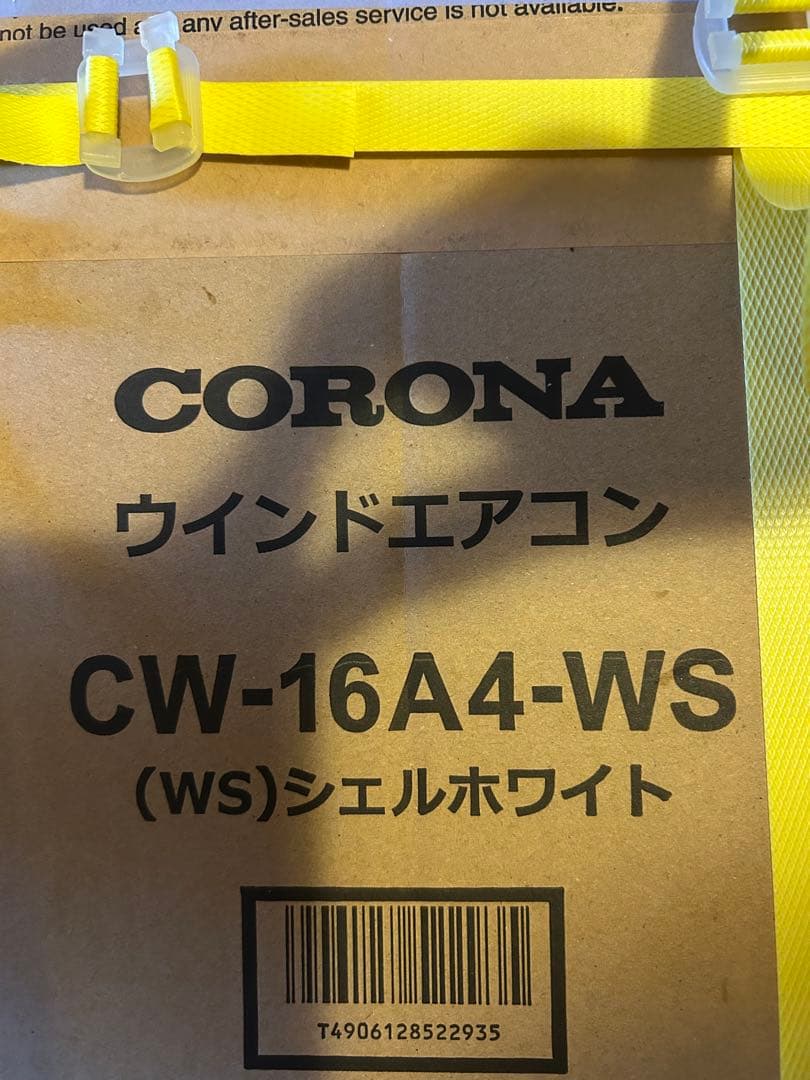 not be used a any after-sales service is not available.
CORONA
ウインドエアコン
CW-16A4-WS
(WS)シェルホワイト
T4906128522935